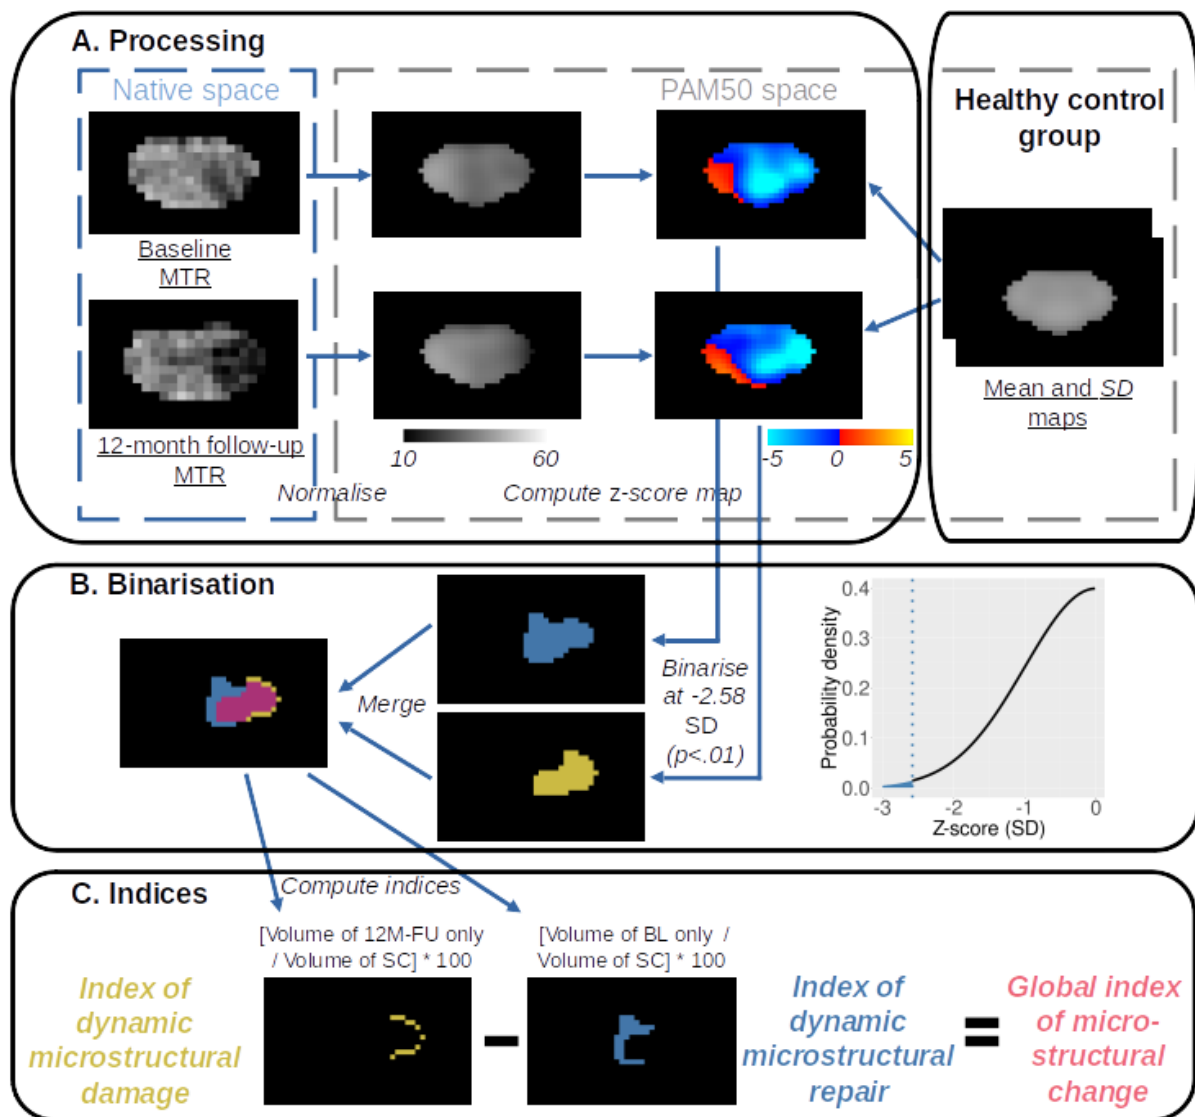 A. Processing
Native space
PAM50 space
Healthy control
group
Baseline
MTR
12-month follow-up
MTR
10
60
-5
0
5
Normalise
Compute z-score map
Mean and SD
maps
B. Binarisation
Merge
Binarise
at -2.58
SD
(p<.01)
Probability density
0.4
0.3
0.2
0.1
0.0
-3
-2
-1
0
Z-score (SD)
C. Indices
Compute indices
[Volume of 12M-FU only
/ Volume of SC] * 100
[Volume of BL only /
Volume of SC] * 100
Index of
dynamic
microstructural
damage
–
Index of
dynamic
microstructural
repair
=
Global index
of micro-
structural
change